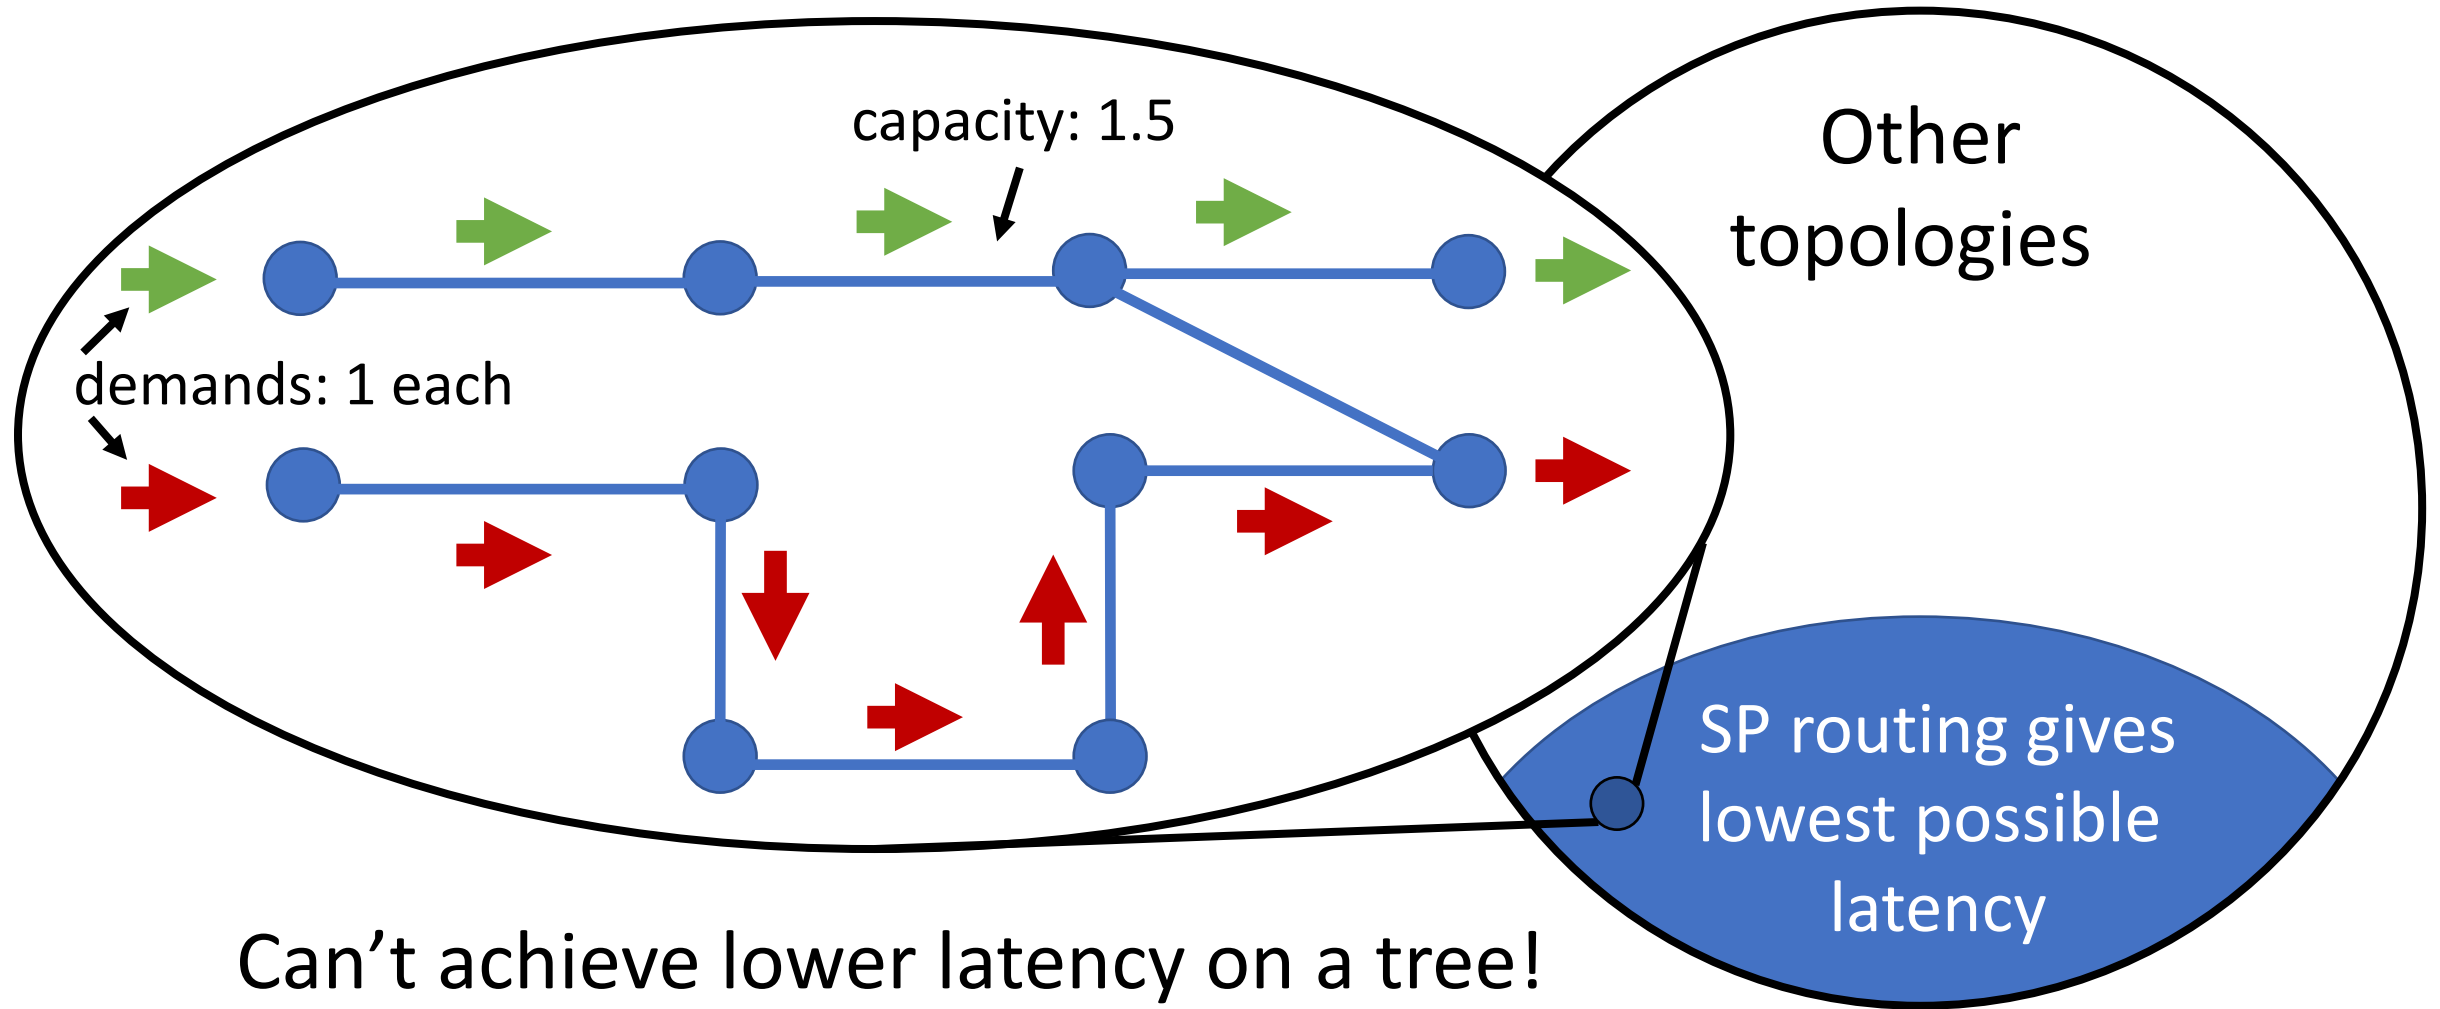 capacity: 1.5
Other
topologies
demands: 1 each
SP routing gives
lowest possible
latency
Can’t achieve lower latency on a tree!